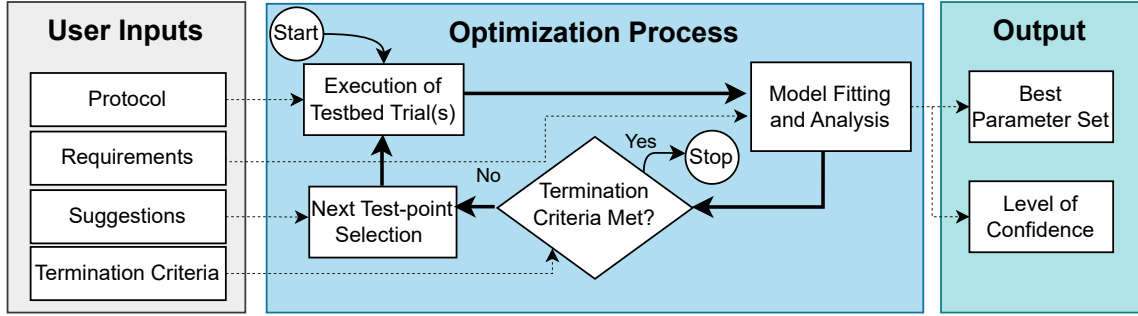 User Inputs
Protocol
Requirements
Suggestions
Termination Criteria
Optimization Process
Start
Execution of
Testbed Trial(s)
Model Fitting
and Analysis
Yes
Stop
No
Termination
Criteria Met?
Next Test-point
Selection
Output
Best
Parameter Set
Level of
Confidence